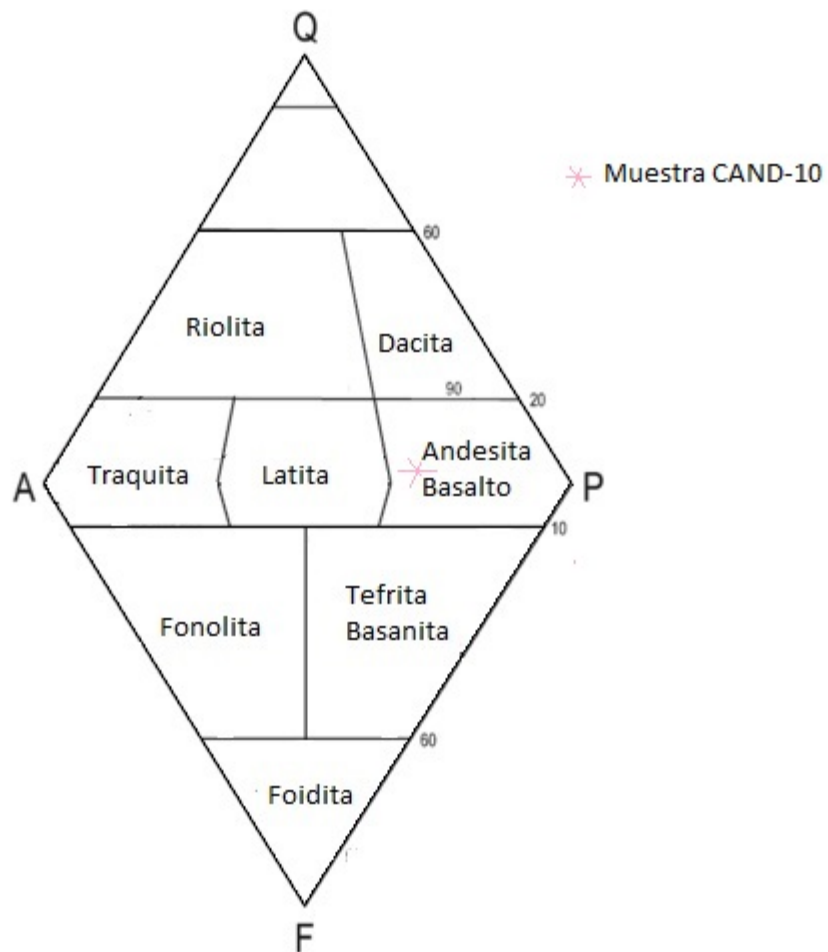 Q
Muestra CAND-10
60
Riolita
Dacita
90
20
A
Traquita
Latita
Andesita
Basalto
P
10
Fonolita
Tefrita
Basanita
60
Foidita
F